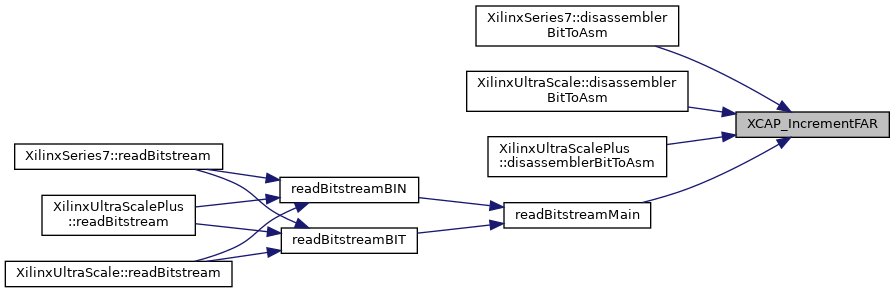 XilinxSeries7::disassembler
BitToAsm
XilinxUltraScale::disassembler
BitToAsm
XCAP_IncrementFAR
XilinxUltraScalePlus
::disassemblerBitToAsm
XilinxSeries7::readBitstream
readBitstreamBIN
XilinxUltraScalePlus
::readBitstream
readBitstreamMain
readBitstreamBIT
XilinxUltraScale::readBitstream